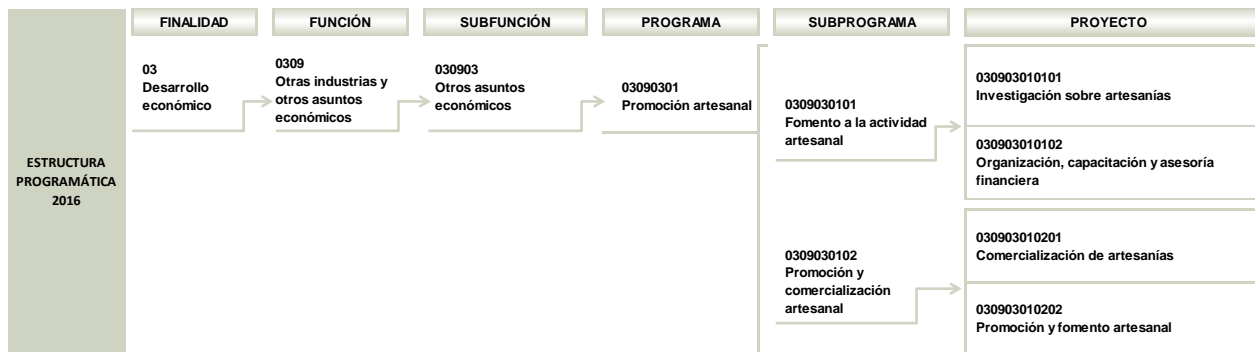 FINALIDAD
FUNCIÓN
SUBFUNCIÓN
PROGRAMA
SUBPROGRAMA
PROYECTO
ESTRUCTURA
PROGRAMÁTICA
2016
03
Desarrollo
económico
0309
Otras industrias y
otros asuntos
económicos
030903
Otros asuntos
económicos
03090301
Promoción artesanal
0309030101
Fomento a la actividad
artesanal
030903010101
Investigación sobre artesanías
030903010102
Organización, capacitación y asesoría
financiera
0309030102
Promoción y
comercialización
artesanal
030903010201
Comercialización de artesanías
030903010202
Promoción y fomento artesanal